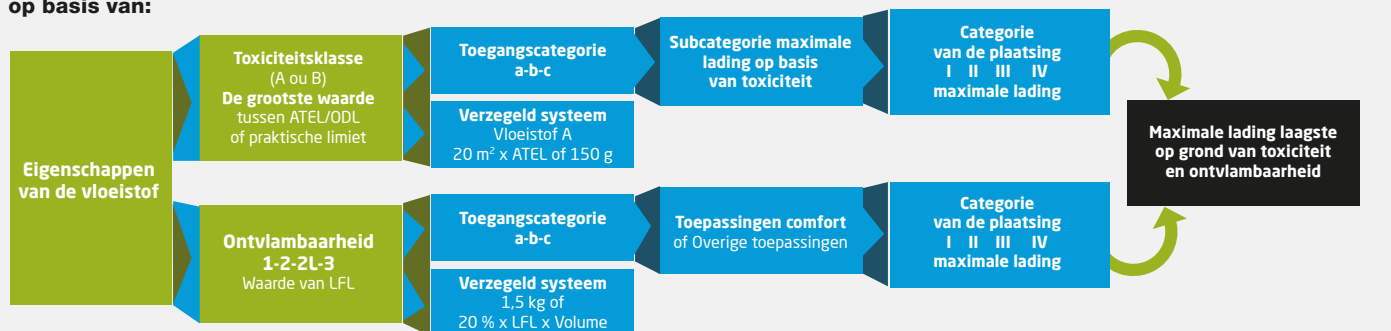 op basis van:
Eigenschappen
van de vloeistof
Toxiciteitsklasse
(A ou B)
De grootste waarde
tussen ATEL/ODL
of praktische limiet
Toegangscategorie
a-b-c
Verzegeld systeem
Vloeistof A
20 m² x ATEL of 150 g
Subcategorie maximale
lading op basis
van toxiciteit
Categorie
van de plaatsing
I II III IV
maximale lading
Ontvlambaarheid
1-2-2L-3
Waarde van LFL
Toegangscategorie
a-b-c
Verzegeld systeem
1,5 kg of
20 % x LFL x Volume
Toepassingen comfort
of Overige toepassingen
Categorie
van de plaatsing
I II III IV
maximale lading
Maximale lading laagste
op grond van toxiciteit
en ontvlambaarheid